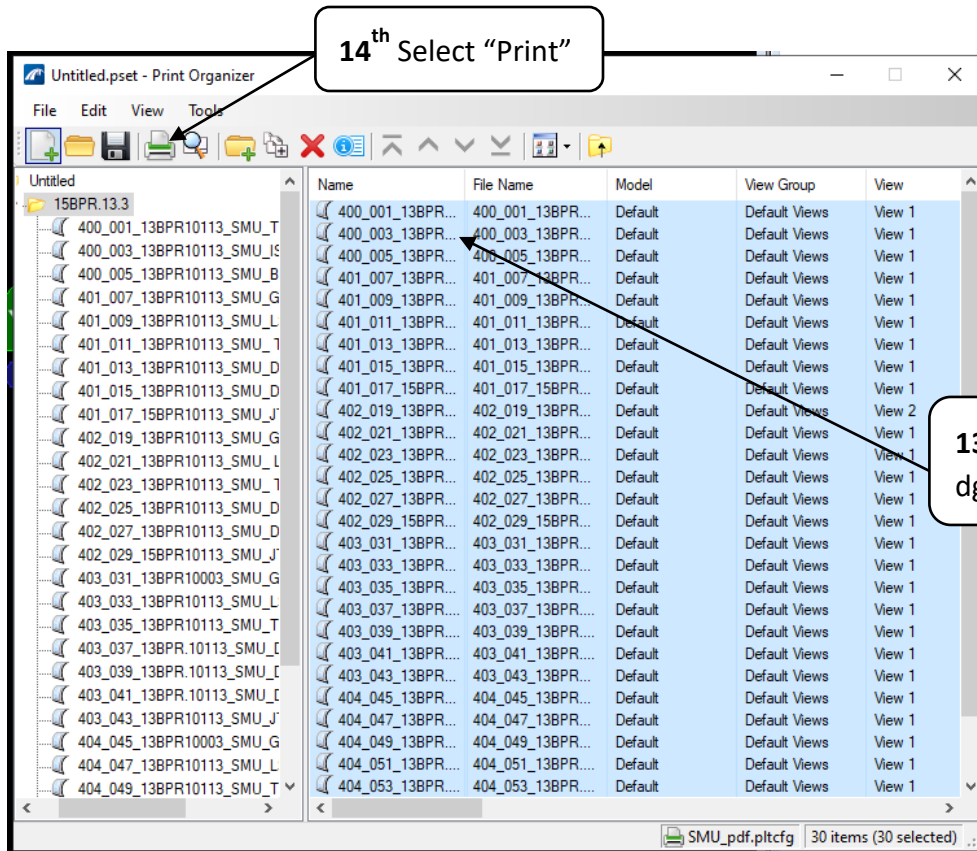 14th Select “Print”
Untitled.pset - Print Organizer
File Edit View Tools
Untitled
15BPR.13.3
400_001_13BPR10113_SMU_T
400_003_13BPR10113_SMU_IS
400_005_13BPR10113_SMU_B
401_007_13BPR10113_SMU_G
401_009_13BPR10113_SMU_L
401_011_13BPR10113_SMU_ T
401_013_13BPR10113_SMU_D
401_015_13BPR10113_SMU_D
401_017_15BPR10113_SMU_J
402_019_13BPR10113_SMU_G
402_021_13BPR10113_SMU_ L
402_023_13BPR10113_SMU_ T
402_025_13BPR10113_SMU_D
402_027_13BPR10113_SMU_D
402_029_15BPR10113_SMU_J
403_031_13BPR10003_SMU_G
403_033_13BPR10113_SMU_L
403_035_13BPR10113_SMU_T
403_037_13BPR.10113_SMU_D
403_039_13BPR.10113_SMU_D
403_041_13BPR.10113_SMU_D
403_043_13BPR10113_SMU_J
404_045_13BPR10003_SMU_G
404_047_13BPR10113_SMU_L
404_049_13BPR10113_SMU_T
Name File Name Model View Group View
400_001_13BPR... 400_001_13BPR... Default Default Views View 1
400_003_13BPR... 400_003_13BPR... Default Default Views View 1
400_005_13BPR... 400_005_13BPR... Default Default Views View 1
401_007_13BPR... 401_007_13BPR... Default Default Views View 1
401_009_13BPR... 401_009_13BPR... Default Default Views View 1
401_011_13BPR... 401_011_13BPR... Default Default Views View 1
401_013_13BPR... 401_013_13BPR... Default Default Views View 1
401_015_13BPR... 401_015_13BPR... Default Default Views View 1
401_017_15BPR... 401_017_15BPR... Default Default Views View 1
402_019_13BPR... 402_019_13BPR... Default Default Views View 2
402_021_13BPR... 402_021_13BPR... Default Default Views View 1
402_023_13BPR... 402_023_13BPR... Default Default Views View 1
402_025_13BPR... 402_025_13BPR... Default Default Views View 1
402_027_13BPR... 402_027_13BPR... Default Default Views View 1
402_029_15BPR... 402_029_15BPR... Default Default Views View 1
403_031_13BPR... 403_031_13BPR... Default Default Views View 1
403_033_13BPR... 403_033_13BPR... Default Default Views View 1
403_035_13BPR... 403_035_13BPR... Default Default Views View 1
403_037_13BPR.... 403_037_13BPR.... Default Default Views View 1
403_039_13BPR.... 403_039_13BPR.... Default Default Views View 1
403_041_13BPR.... 403_041_13BPR.... Default Default Views View 1
403_043_13BPR... 403_043_13BPR... Default Default Views View 1
404_045_13BPR... 404_045_13BPR... Default Default Views View 1
404_047_13BPR... 404_047_13BPR... Default Default Views View 1
404_049_13BPR... 404_049_13BPR... Default Default Views View 1
404_051_13BPR.... 404_051_13BPR.... Default Default Views View 1
404_053_13BPR... 404_053_13BPR.... Default Default Views View 1
13
dg
SMU_pdf.pltcfg 30 items (30 selected)